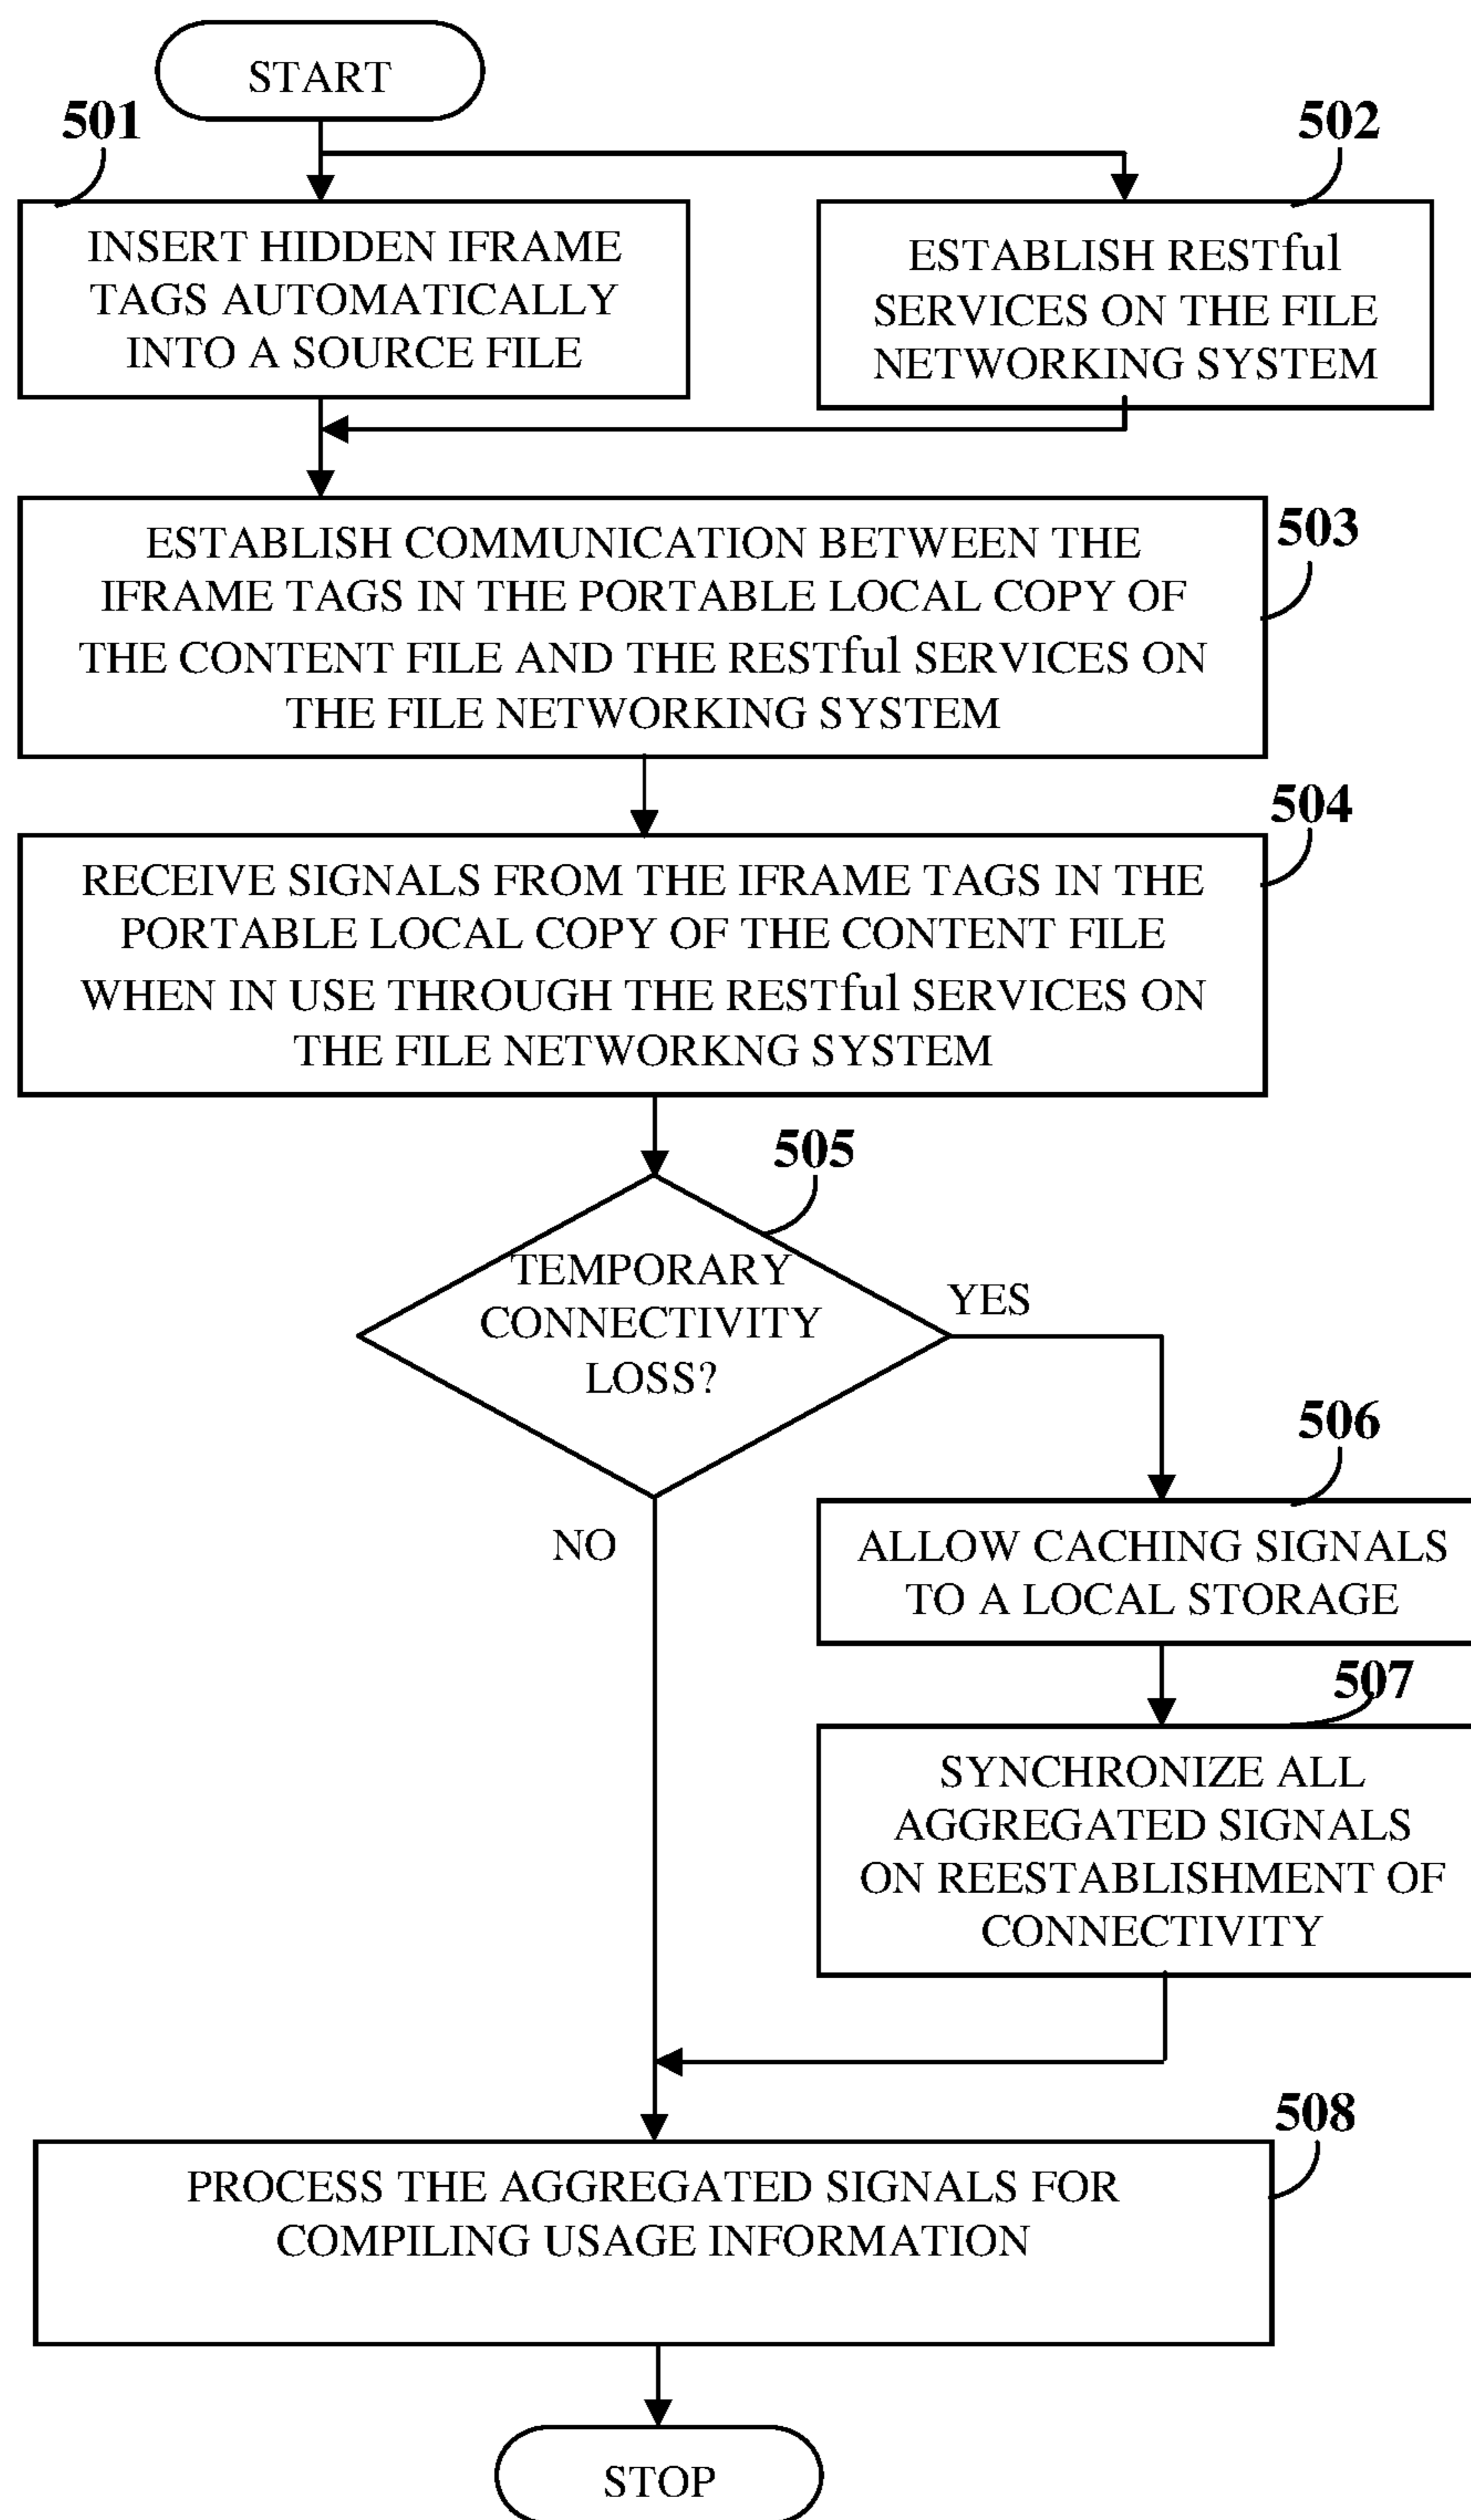 START
501
502
INSERT HIDDEN IFRAME
TAGS AUTOMATICALLY
INTO A SOURCE FILE
ESTABLISH RESTful
SERVICES ON THE FILE
NETWORKING SYSTEM
503
ESTABLISH COMMUNICATION BETWEEN THE
IFRAME TAGS IN THE PORTABLE LOCAL COPY OF
THE CONTENT FILE AND THE RESTful SERVICES ON
THE FILE NETWORKING SYSTEM
504
RECEIVE SIGNALS FROM THE IFRAME TAGS IN THE
PORTABLE LOCAL COPY OF THE CONTENT FILE
WHEN IN USE THROUGH THE RESTful SERVICES ON
THE FILE NETWORKNG SYSTEM
505
TEMPORARY
CONNECTIVITY
LOSS?
YES
NO
506
ALLOW CACHING SIGNALS
TO A LOCAL STORAGE
507
SYNCHRONIZE ALL
AGGREGATED SIGNALS
ON REESTABLISHMENT OF
CONNECTIVITY
508
PROCESS THE AGGREGATED SIGNALS FOR
COMPILING USAGE INFORMATION
STOP